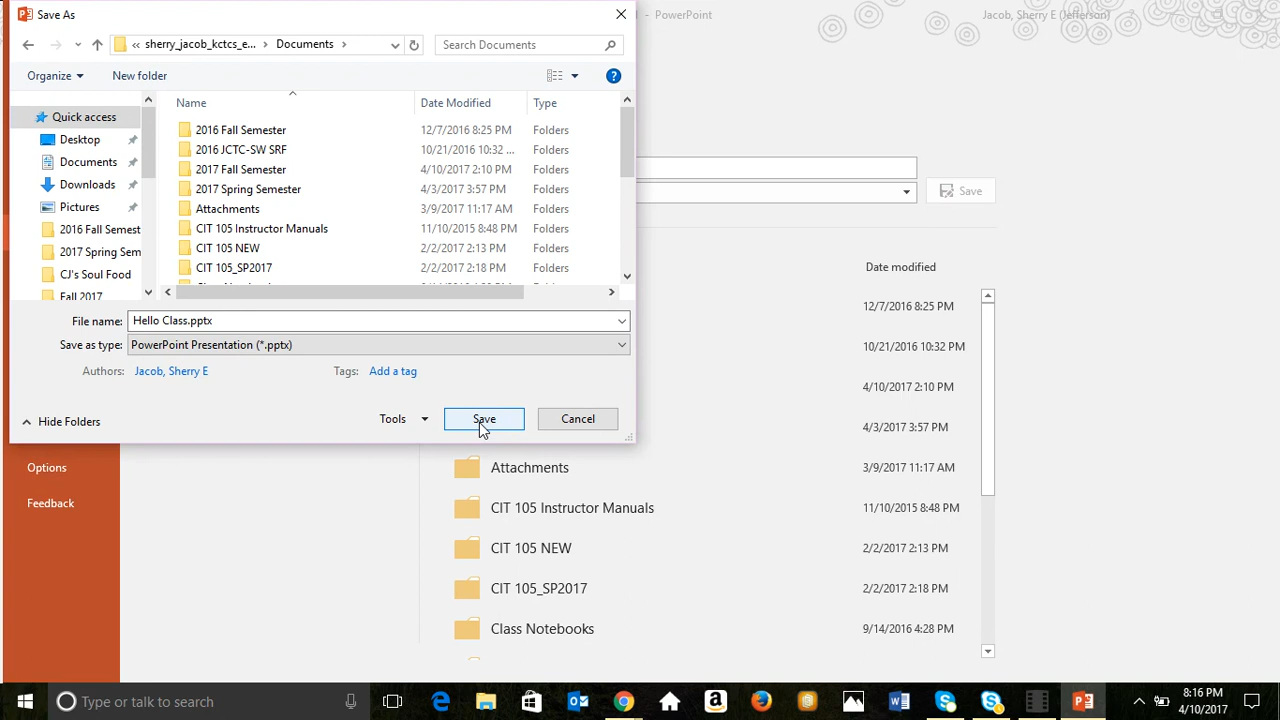 Save As
- PowerPoint
Jacob, Sherry E (Jefferson)
« sherry_jacob_kctcs_e... > Documents >
Search Documents
Organize
New folder
Name
Date Modified
Type
Quick access
Desktop
Documents
Downloads
Pictures
2016 Fall Semest
2017 Spring Sem
CJ's Soul Food
Fall 2017
2016 Fall Semester 12/7/2016 8:25 PM Folders
2016 JCTC-SW SRF 10/21/2016 10:32 ... Folders
2017 Fall Semester 4/10/2017 2:10 PM Folders
2017 Spring Semester 4/3/2017 3:57 PM Folders
Attachments 3/9/2017 11:17 AM Folders
CIT 105 Instructor Manuals 11/10/2015 8:48 PM Folders
CIT 105 NEW 2/2/2017 2:13 PM Folders
CIT 105_SP2017 2/2/2017 2:18 PM Folders
File name: Hello Class.pptx
Save as type: PowerPoint Presentation (*.pptx)
Authors: Jacob, Sherry E
Tags: Add a tag
Hide Folders
Tools
Save
Cancel
Save
Date modified
12/7/2016 8:25 PM
10/21/2016 10:32 PM
4/10/2017 2:10 PM
4/3/2017 3:57 PM
Attachments 3/9/2017 11:17 AM
CIT 105 Instructor Manuals 11/10/2015 8:48 PM
CIT 105 NEW 2/2/2017 2:13 PM
CIT 105_SP2017 2/2/2017 2:18 PM
Class Notebooks 9/14/2016 4:28 PM
Options
Feedback
Type or talk to search
8:16 PM
4/10/2017